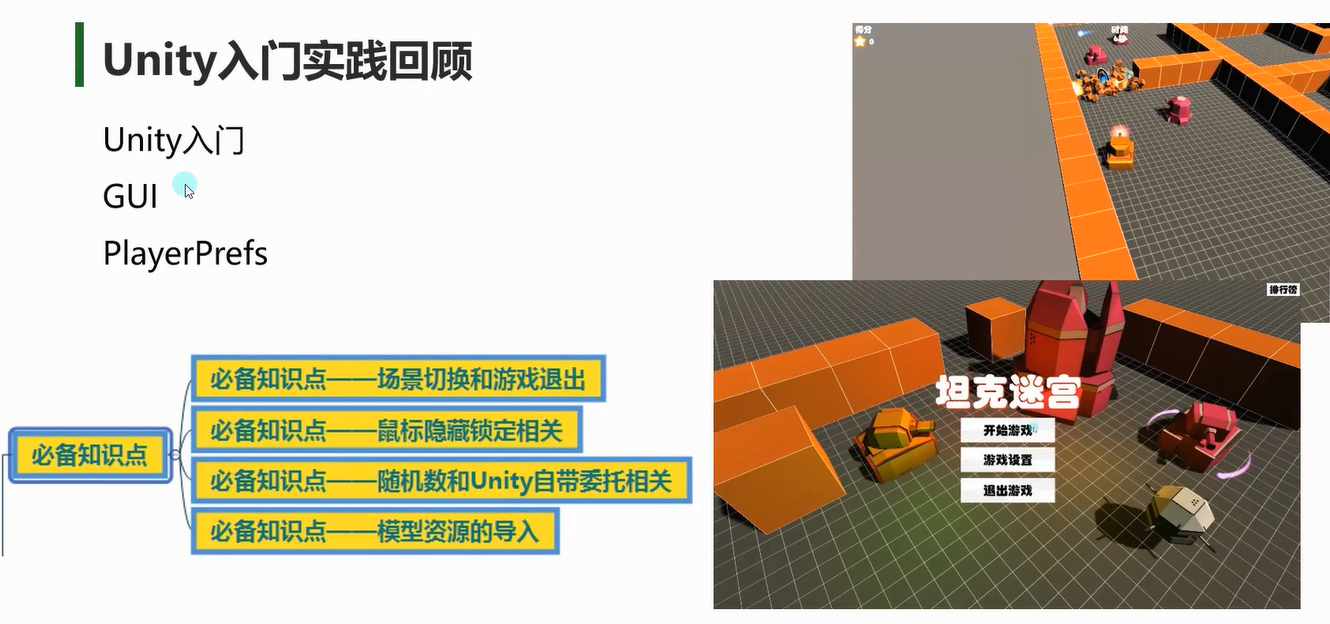 Unity入门实践回顾
Unity入门
GUI
PlayerPrefs
必备知识点
必备知识点——场景切换和游戏退出
必备知识点——鼠标隐藏锁定相关
必备知识点——随机数和Unity自带委托相关
必备知识点——模型资源的导入
得分
0
时间
排行榜
坦克迷宫
开始游戏
游戏设置
退出游戏